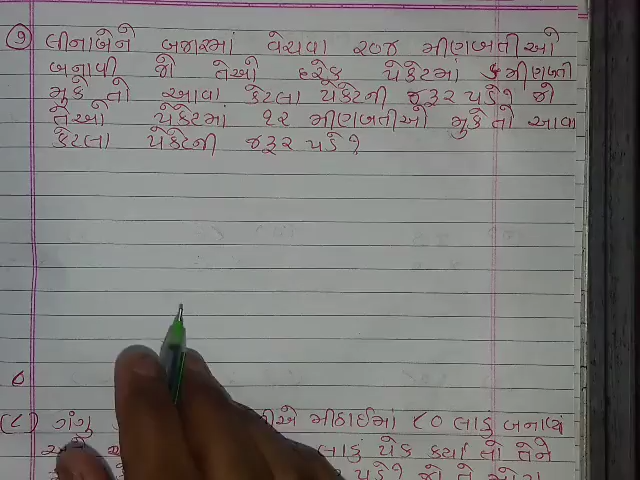 (૭) લીનાબેને બજારમાં વેચવા ૨૦૪ મીણબતીઓ
બનાવી જો તેઓ દરેક પેકેટમાં ૬ મીણબતી
મુકે તો આવા કેટલા પેકેટની જરૂર પડે? જો
તેઓ પેકેટમાં ૧૨ મીણબતીઓ મુકે તો આવા
કેટલા પેકેટની જરૂર પડે?
(૮) ગંગુ મીઠાઈમાં ૮૦ લાડું બનાવ્યાં
લાડું પેક કર્યા તો તેને
પડે? જો તે